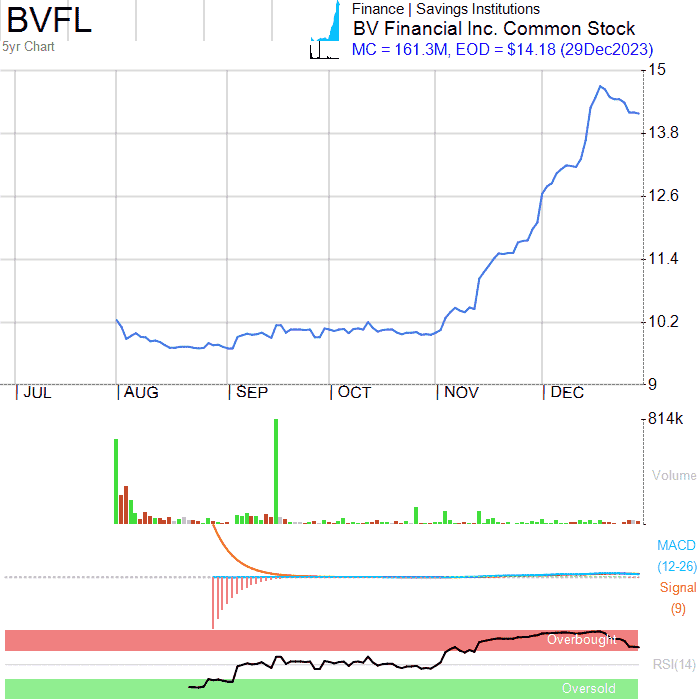 BVFL
5yr Chart
Finance | Savings Institutions
BV Financial Inc. Common Stock
MC = 161.3M, EOD = $14.18 (29Dec2023)
15
13.8
12.6
11.4
10.2
9
JUL AUG SEP OCT NOV DEC
814k
Volume
MACD
(12-26)
Signal
(9)
Overbought
RSI(14)
Oversold